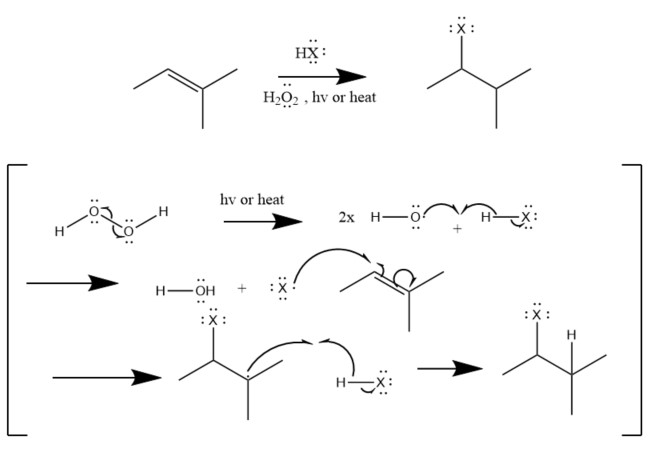 X
HX
H₂O₂ , hv or heat
H O O H
hv or heat
2x H O H X
+
H OH + X
X
H X
X
H